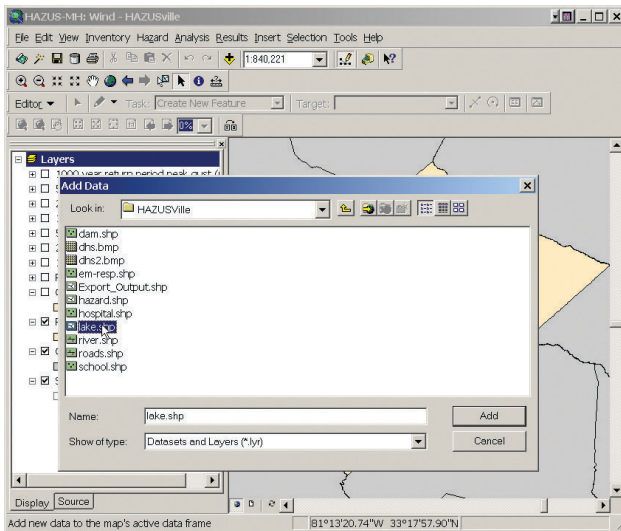 HAZUS-MH: Wind - HAZUSville
File Edit View Inventory Hazard Analysis Results Insert Selection Tools Help
1:840,221
Editor Task: Create New Feature Target:
0%
Layers
1000 year return period peak gust (
Add Data
Look in: HAZUSVille
dam.shp
dhs.bmp
dhs2.bmp
em-resp.shp
Export_Output.shp
hazard.shp
hospital.shp
lake.shp
river.shp
roads.shp
school.shp
Name: lake.shp Add
Show of type: Datasets and Layers (*.lyr) Cancel
Display Source
Add new data to the map's active data frame 81°13'20.74"W 33°17'57.90"N